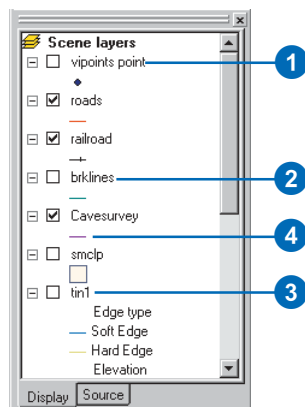 Scene layers
vipoints point
1
roads
railroad
brklines
2
Cavesurvey
4
smclp
tin1
3
Edge type
Soft Edge
Hard Edge
Elevation
Display
Source